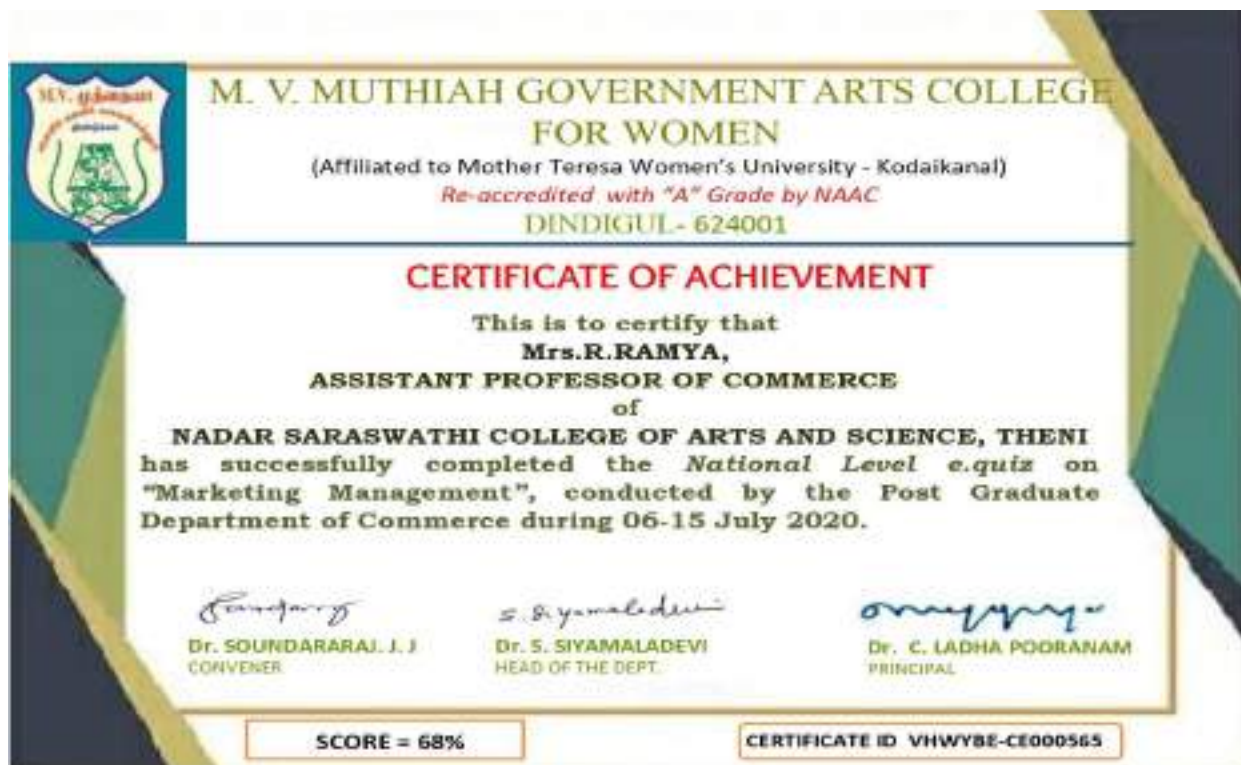 M.V. முத்தையா
திண்டுக்கல்
M. V. MUTHIAH GOVERNMENT ARTS COLLEGE
FOR WOMEN
(Affiliated to Mother Teresa Women's University - Kodaikanal)
Re-accredited with "A" Grade by NAAC
DINDIGUL- 624001
CERTIFICATE OF ACHIEVEMENT
This is to certify that
Mrs.R.RAMYA,
ASSISTANT PROFESSOR OF COMMERCE
of
NADAR SARASWATHI COLLEGE OF ARTS AND SCIENCE, THENI
has successfully completed the National Level e.quiz on
"Marketing Management", conducted by the Post Graduate
Department of Commerce during 06-15 July 2020.
S. Siyamaladevi
Dr. SOUNDARARAJ. J. J
Dr. S. SIYAMALADEVI
Dr. C. LADHA POORANAM
CONVENER
HEAD OF THE DEPT.
PRINCIPAL
SCORE = 68%
CERTIFICATE ID VHWYBE-CE000565